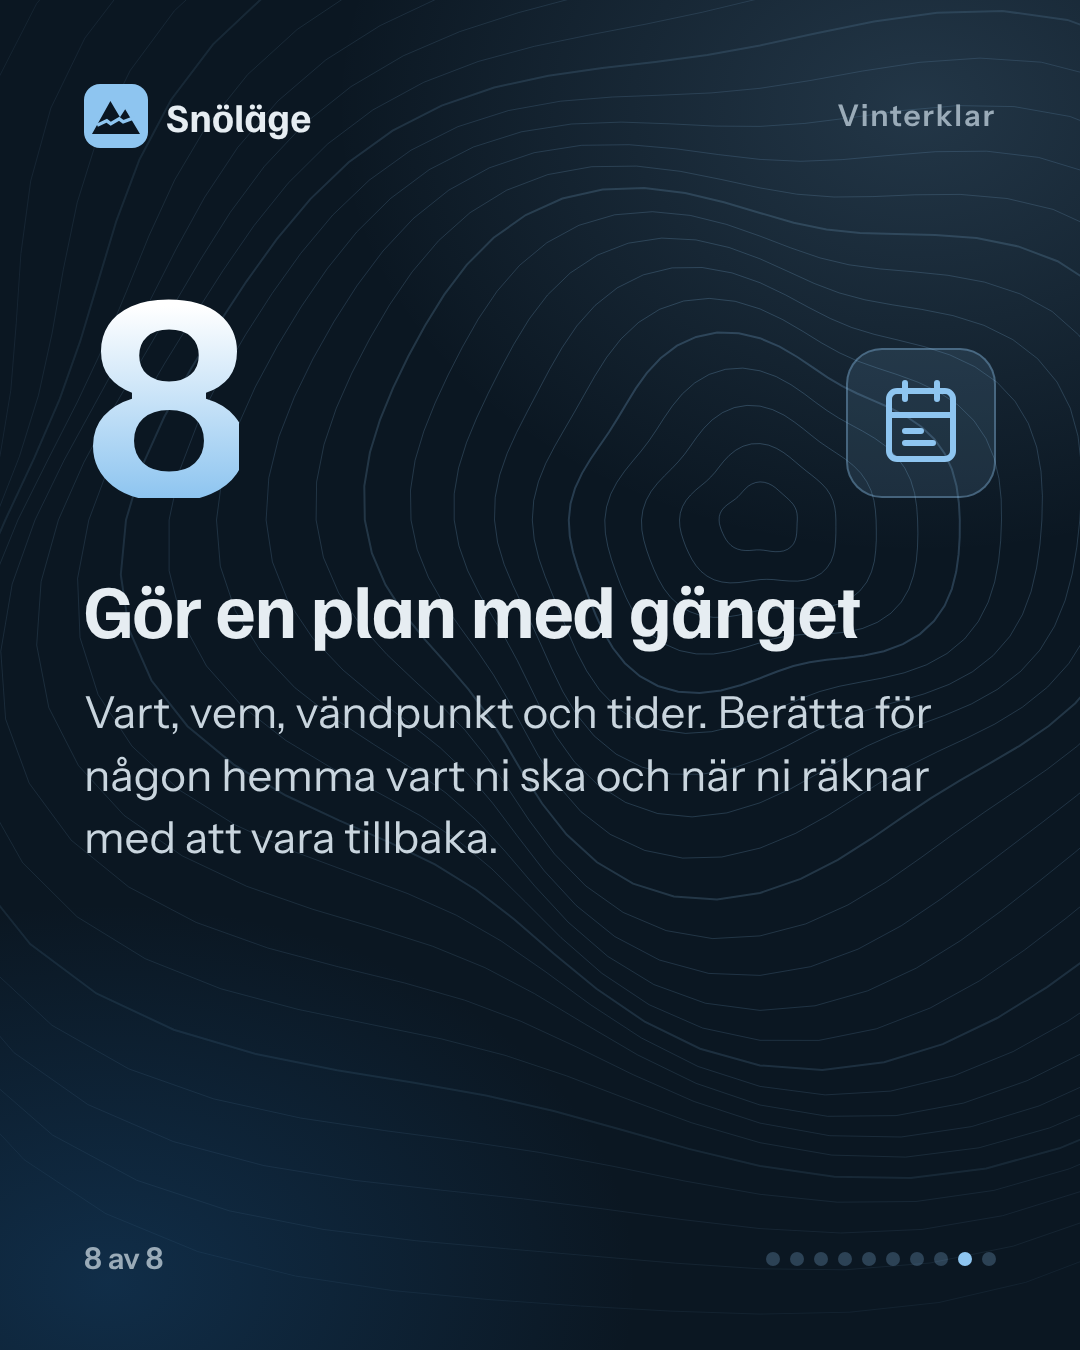 Snöläge
Vinterklar
8
Gör en plan med gänget
Vart, vem, vändpunkt och tider. Berätta för
någon hemma vart ni ska och när ni räknar
med att vara tillbaka.
8 av 8